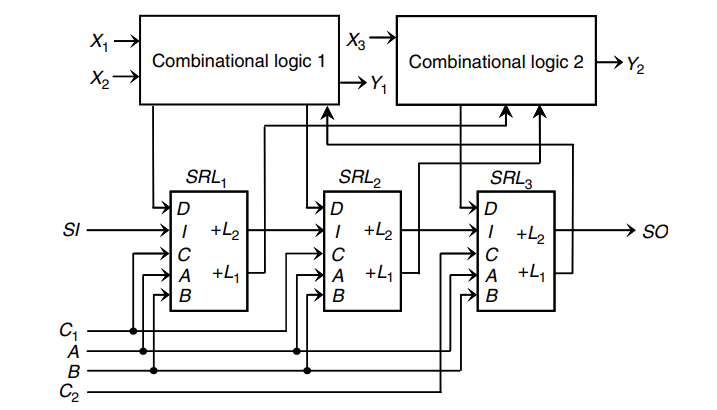 X1
X2
Combinational logic 1
Y1
X3
Combinational logic 2
Y2
SRL1
SRL2
SRL3
SI
D
I
C
A
B
+L2
+L1
D
I
C
A
B
+L2
+L1
D
I
C
A
B
+L2
+L1
SO
C1
A
B
C2